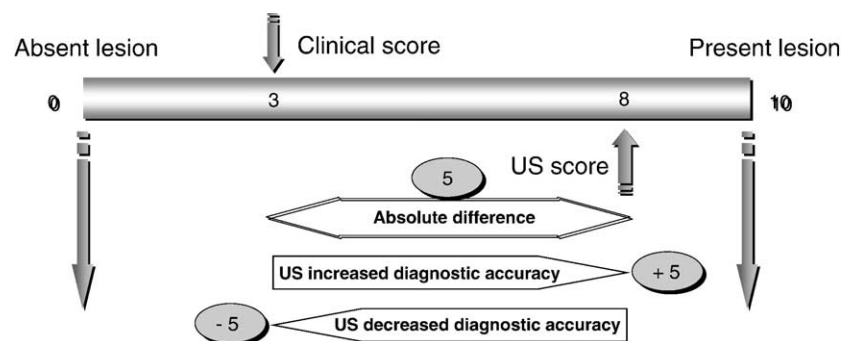 Clinical score
Absent lesion
Present lesion
0
3
8
10
US score
5
Absolute difference
US increased diagnostic accuracy
+ 5
- 5
US decreased diagnostic accuracy